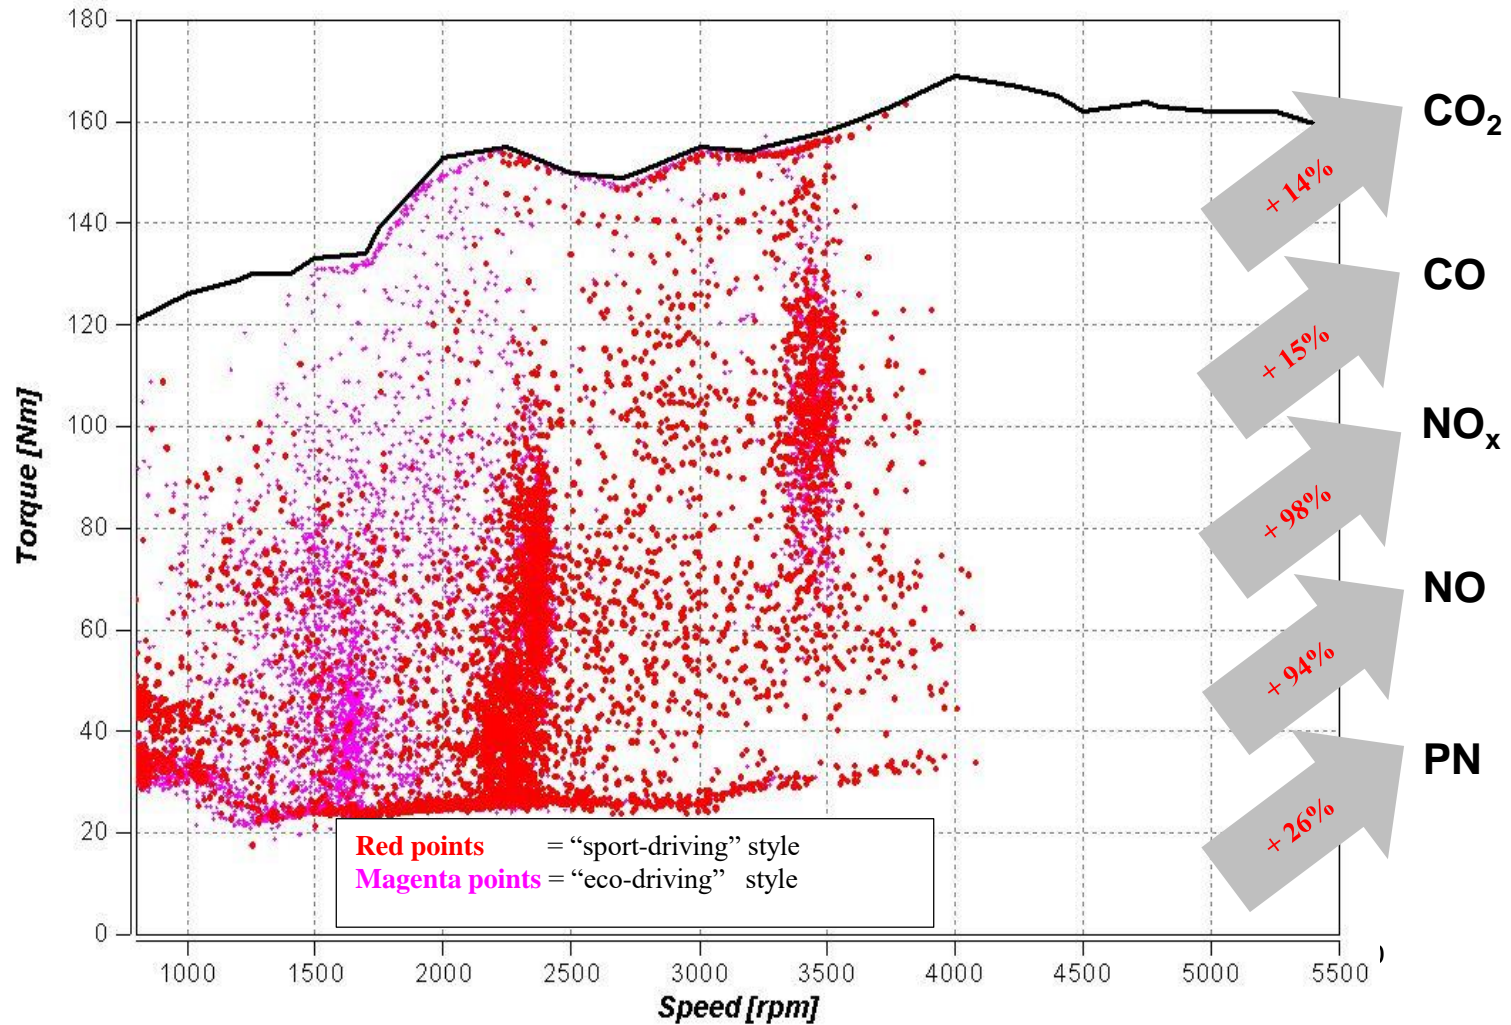 180
160
140
120
100
80
60
40
20
0
Torque [Nm]
1000 1500 2000 2500 3000 3500 4000 4500 5000 5500
Speed [rpm]
Red points = “sport-driving” style
Magenta points = “eco-driving” style
+ 14%
CO2
+ 15%
CO
+ 98%
NOx
+ 94%
NO
+ 26%
PN